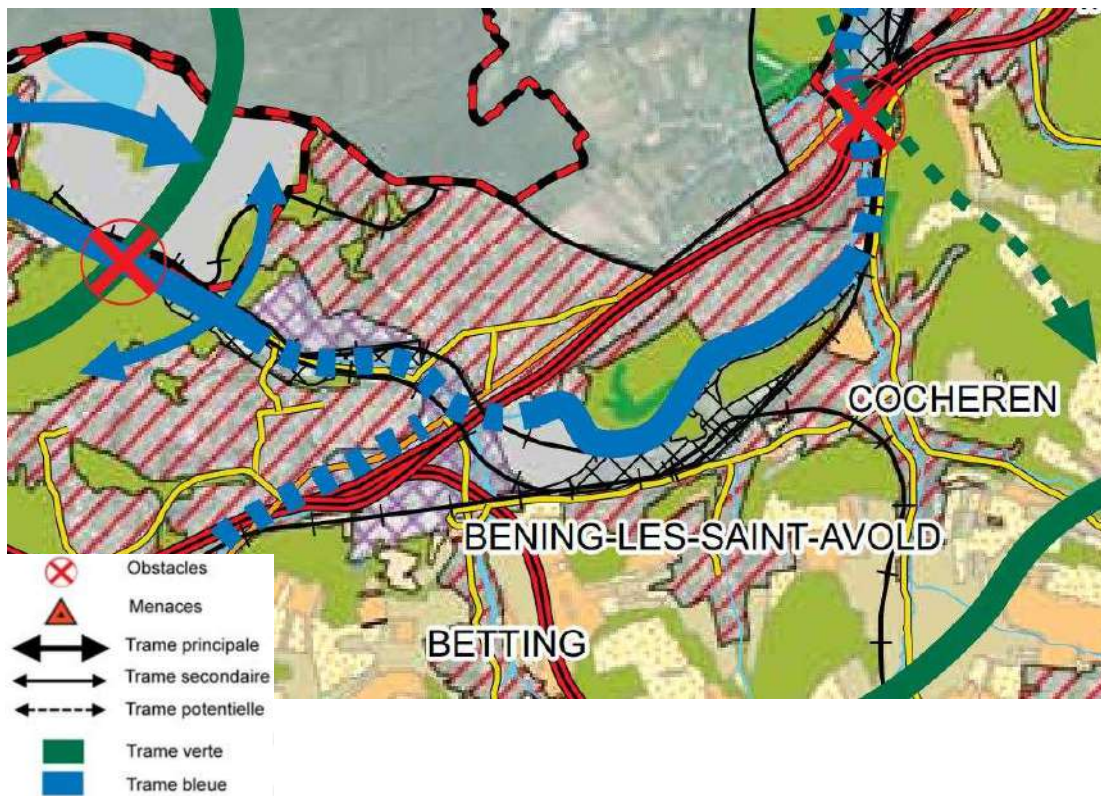 COCHEREN
BENING-LES-SAINT-AVOLD
BETTING
Obstacles
Menaces
Trame principale
Trame secondaire
Trame potentielle
Trame verte
Trame bleue